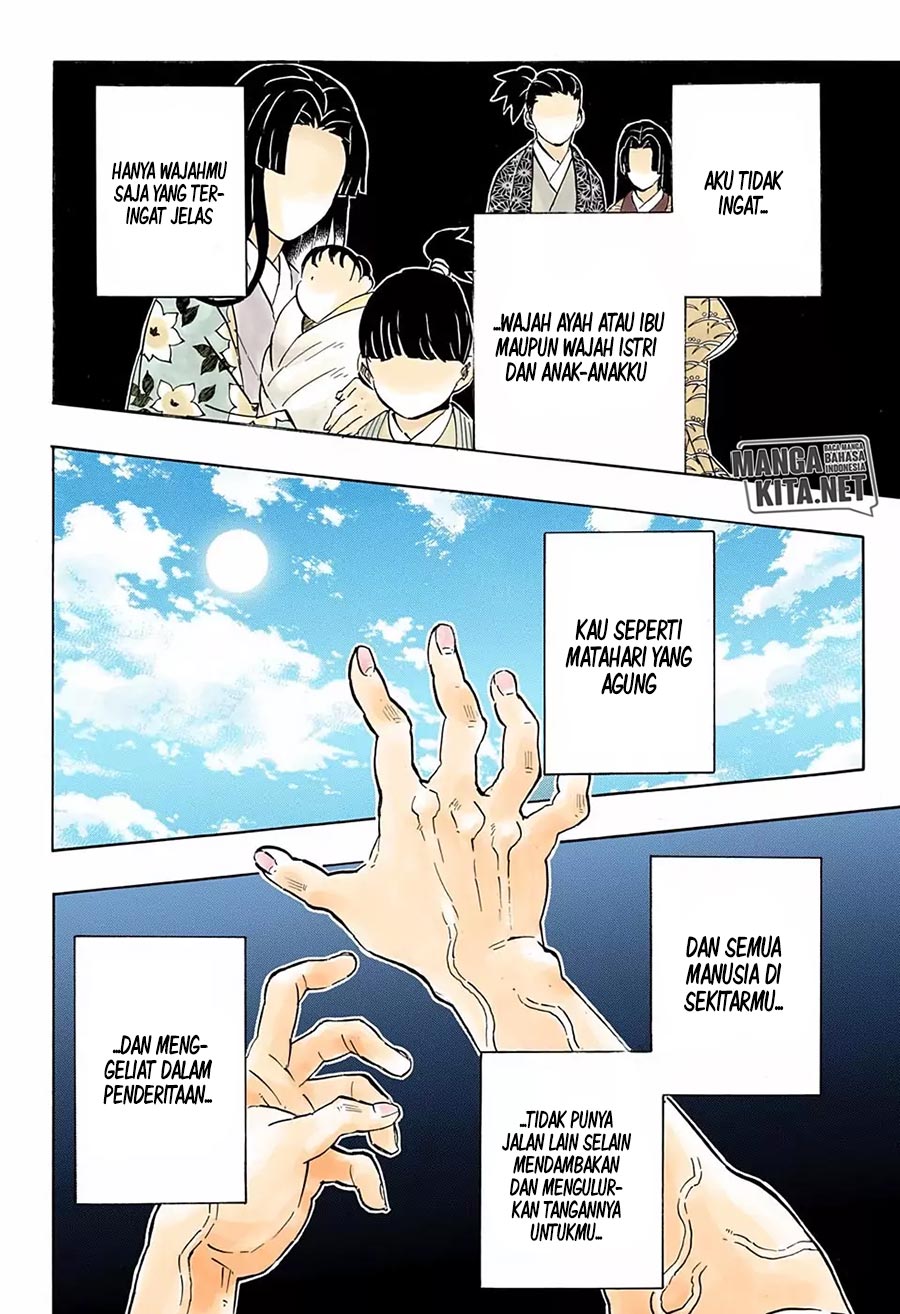 AKU TIDAK
INGAT...
...WAJAH AYAH ATAU IBU
MAUPUN WAJAH ISTRI
DAN ANAK-ANAKKU
HANYA WAJAHMU
SAJA YANG TER-
INGAT JELAS
MANGA
KITA.NET
BACA MANGA
BAHASA
INDONESIA
KAU SEPERTI
MATAHARI YANG
AGUNG
DAN SEMUA
MANUSIA DI
SEKITARMU...
...TIDAK PUNYA
JALAN LAIN SELAIN
MENDAMBAKAN
DAN MENGULUR-
KAN TANGANNYA
UNTUKMU...
...DAN MENG-
GELIAT DALAM
PENDERITAAN...